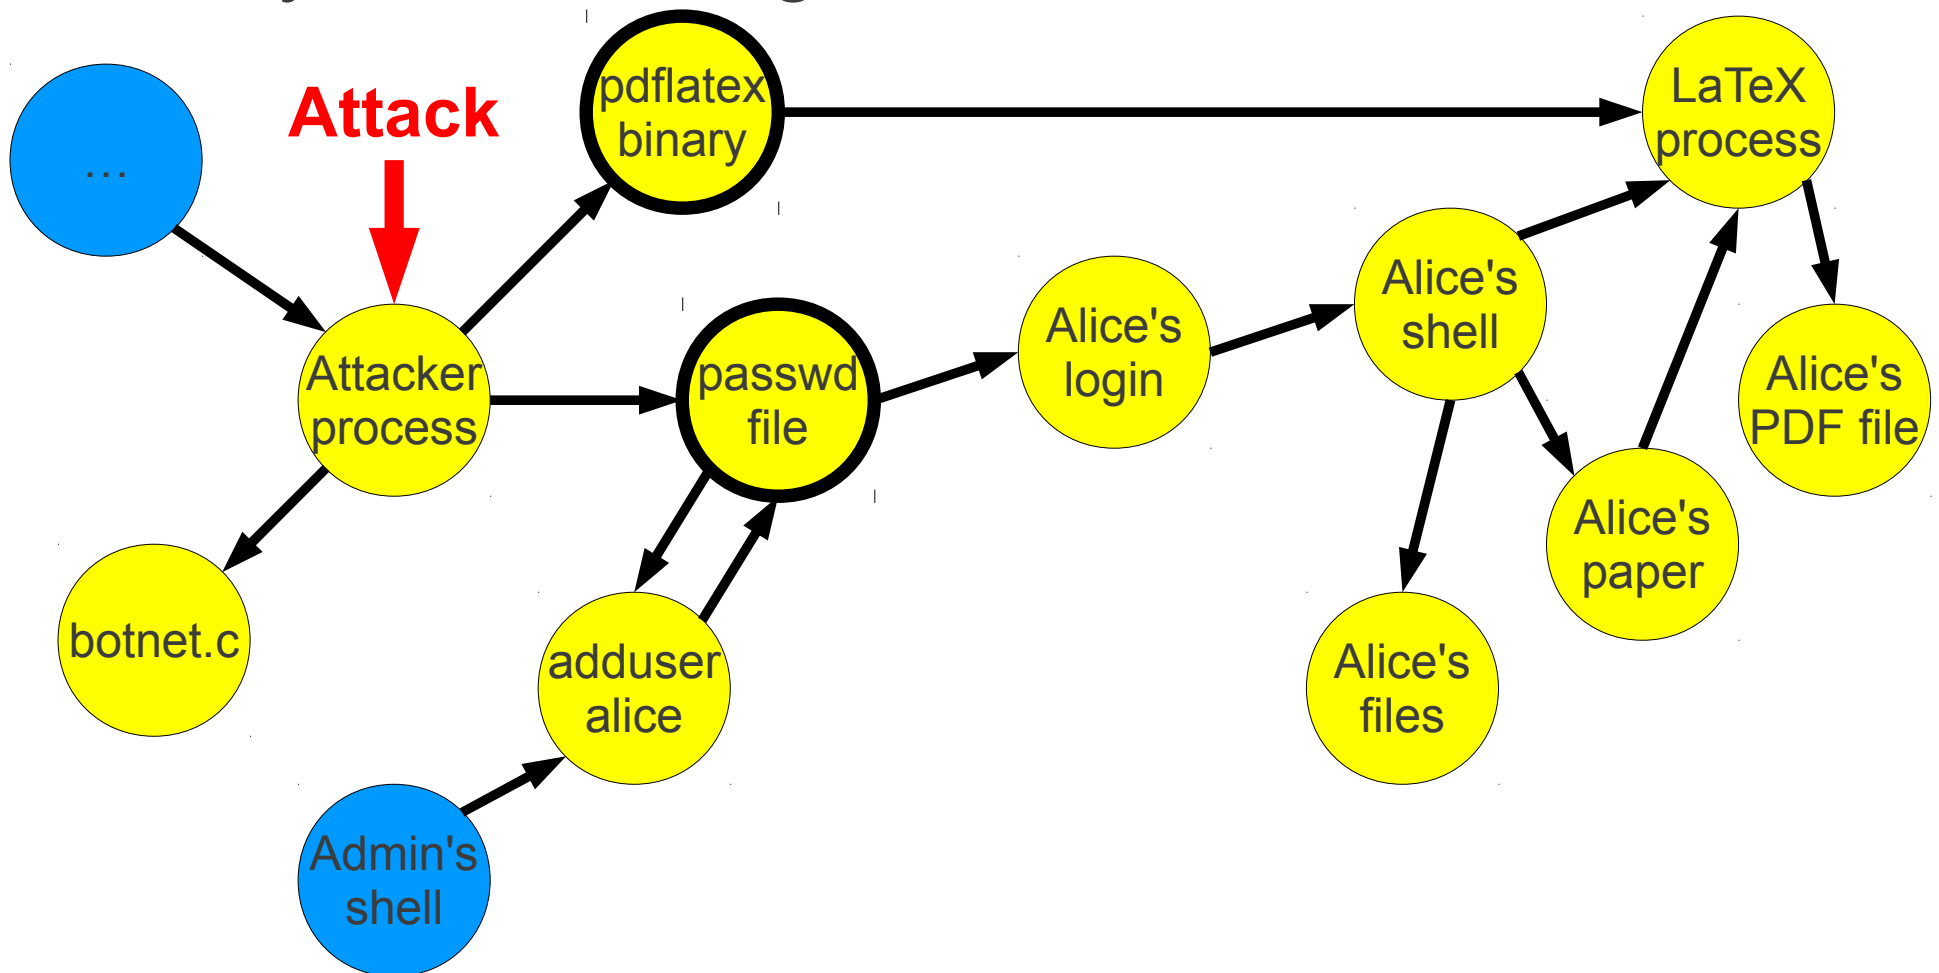 ...
Attack
pdflatex
binary
LaTeX
process
Attacker
process
passwd
file
Alice's
login
Alice's
shell
Alice's
PDF file
botnet.c
adduser
alice
Alice's
files
Alice's
paper
Admin's
shell